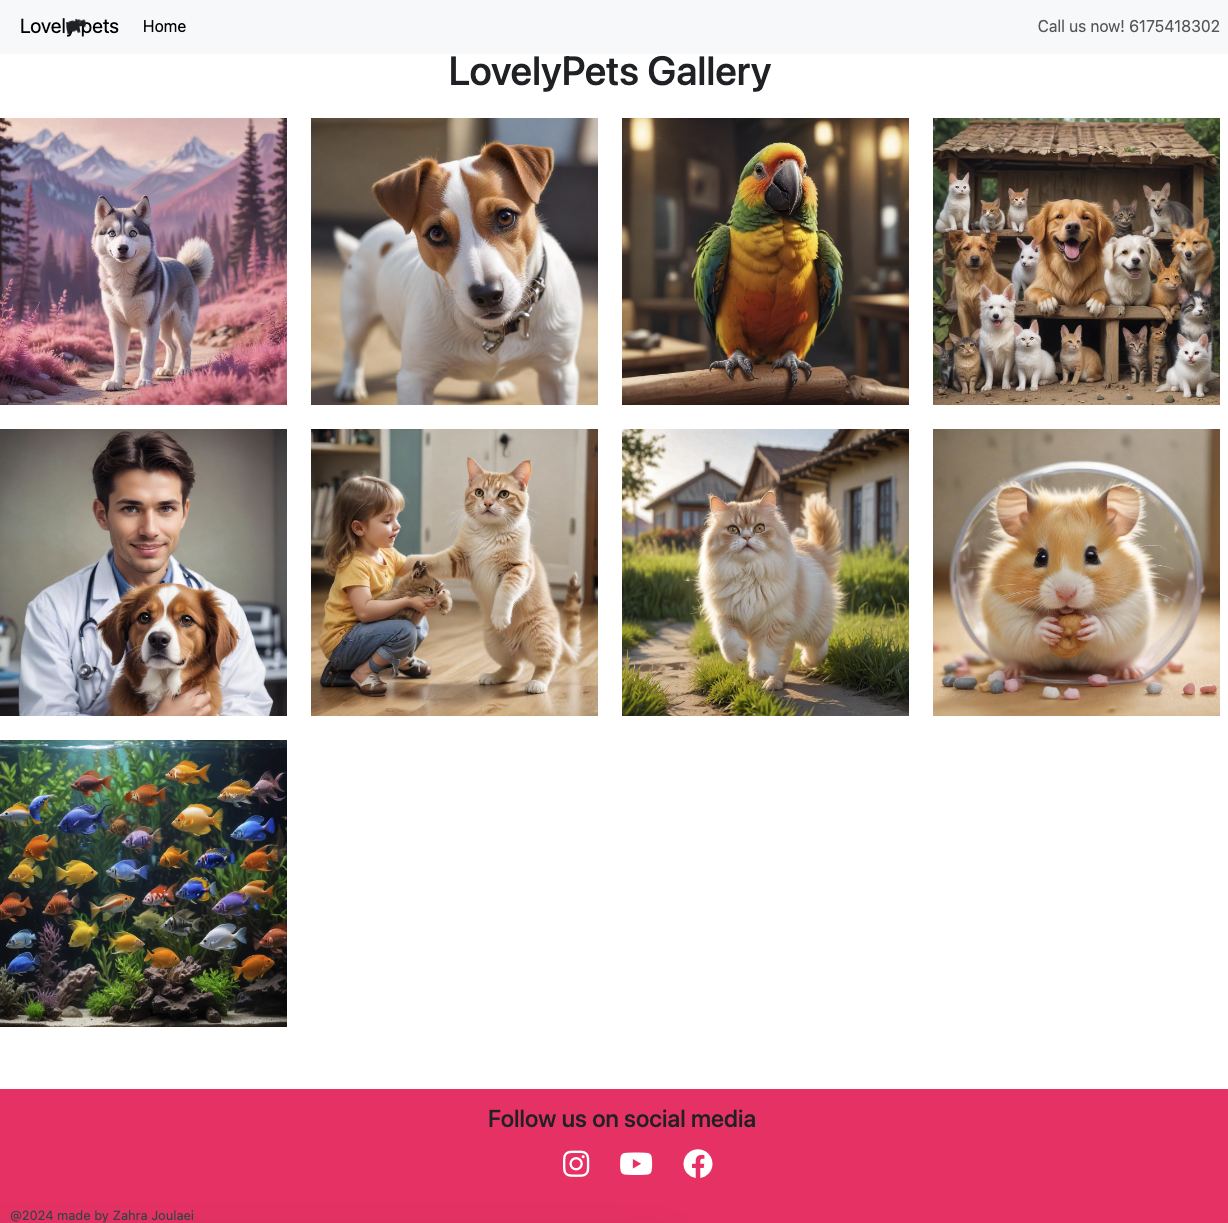 Lovelypets
Home
Call us now! 6175418302
LovelyPets Gallery
Follow us on social media
@2024 made by Zahra Joulaei